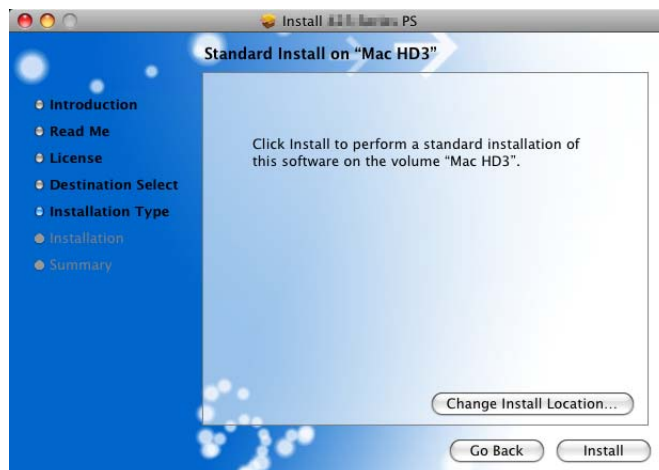 Install PS
Standard Install on “Mac HD3”
Introduction
Read Me
License
Destination Select
Installation Type
Installation
Summary
Click Install to perform a standard installation of
this software on the volume “Mac HD3”.
Change Install Location...
Go Back
Install